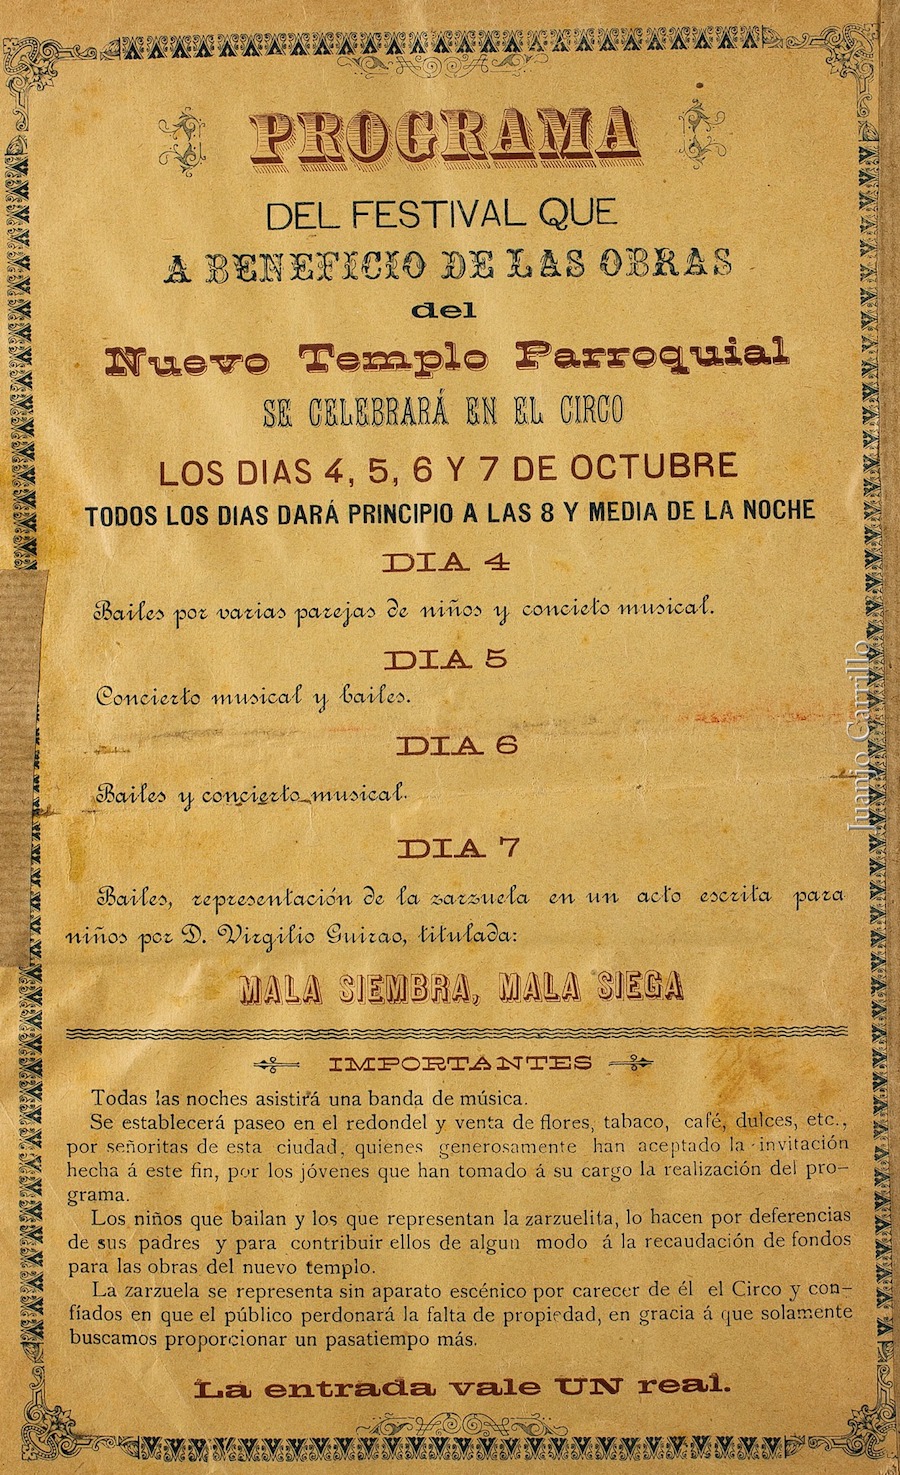 PROGRAMA
DEL FESTIVAL QUE
A BENEFICIO DE LAS OBRAS
del
Nuevo Templo Parroquial
SE CELEBRARÁ EN EL CIRCO
LOS DIAS 4, 5, 6 Y 7 DE OCTUBRE
TODOS LOS DIAS DARÁ PRINCIPIO A LAS 8 Y MEDIA DE LA NOCHE
DIA 4
Bailes por varias parejas de niños y concieto musical.
DIA 5
Concierto musical y bailes.
DIA 6
Bailes y concierto musical.
DIA 7
Bailes, representación de la zarzuela en un acto escrita para
niños por D. Virgilio Guirao, titulada:
MALA SIEMBRA, MALA SIEGA
IMPORTANTES
Todas las noches asistirá una banda de música.
Se establecerá paseo en el redondel y venta de flores, tabaco, café, dulces, etc.,
por señoritas de esta ciudad, quienes generosamente han aceptado la invitación
hecha á este fin, por los jóvenes que han tomado á su cargo la realización del pro-
grama.
Los niños que bailan y los que representan la zarzuelita, lo hacen por deferencias
de sus padres y para contribuir ellos de algun modo á la recaudación de fondos
para las obras del nuevo templo.
La zarzuela se representa sin aparato escénico por carecer de él el Circo y con-
fíados en que el público perdonará la falta de propiedad, en gracia á que solamente
buscamos proporcionar un pasatiempo más.
La entrada vale UN real.
Juanjo Carrillo